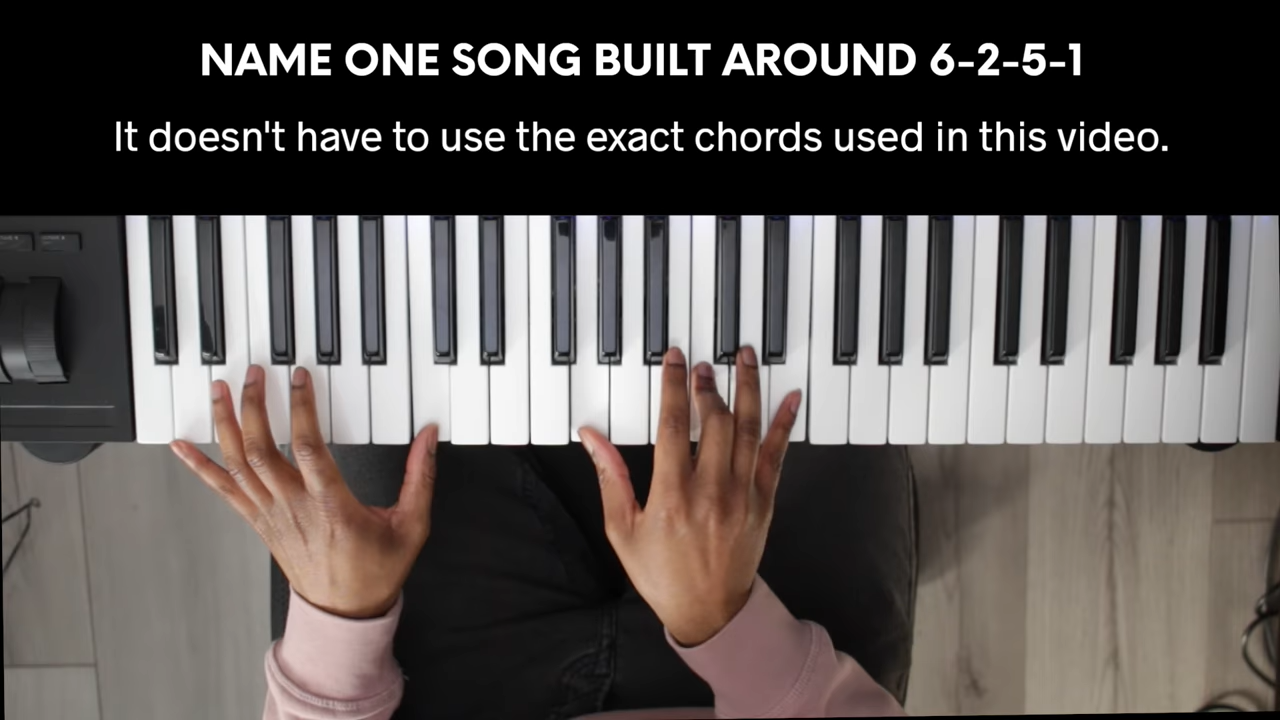 NAME ONE SONG BUILT AROUND 6-2-5-1
It doesn't have to use the exact chords used in this video.